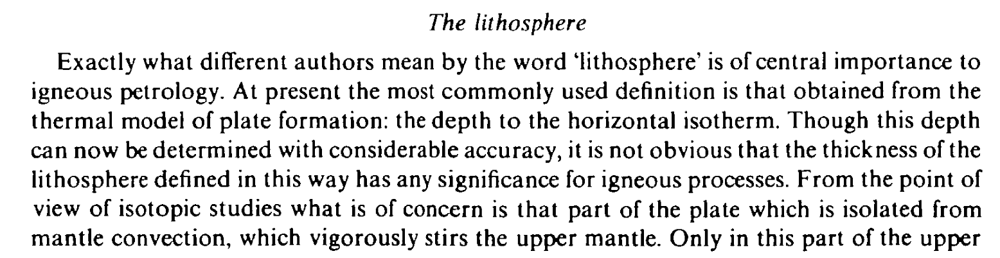 The lithosphere
Exactly what different authors mean by the word ‘lithosphere’ is of central importance to
igneous petrology. At present the most commonly used definition is that obtained from the
thermal model of plate formation: the depth to the horizontal isotherm. Though this depth
can now be determined with considerable accuracy, it is not obvious that the thickness of the
lithosphere defined in this way has any significance for igneous processes. From the point of
view of isotopic studies what is of concern is that part of the plate which is isolated from
mantle convection, which vigorously stirs the upper mantle. Only in this part of the upper